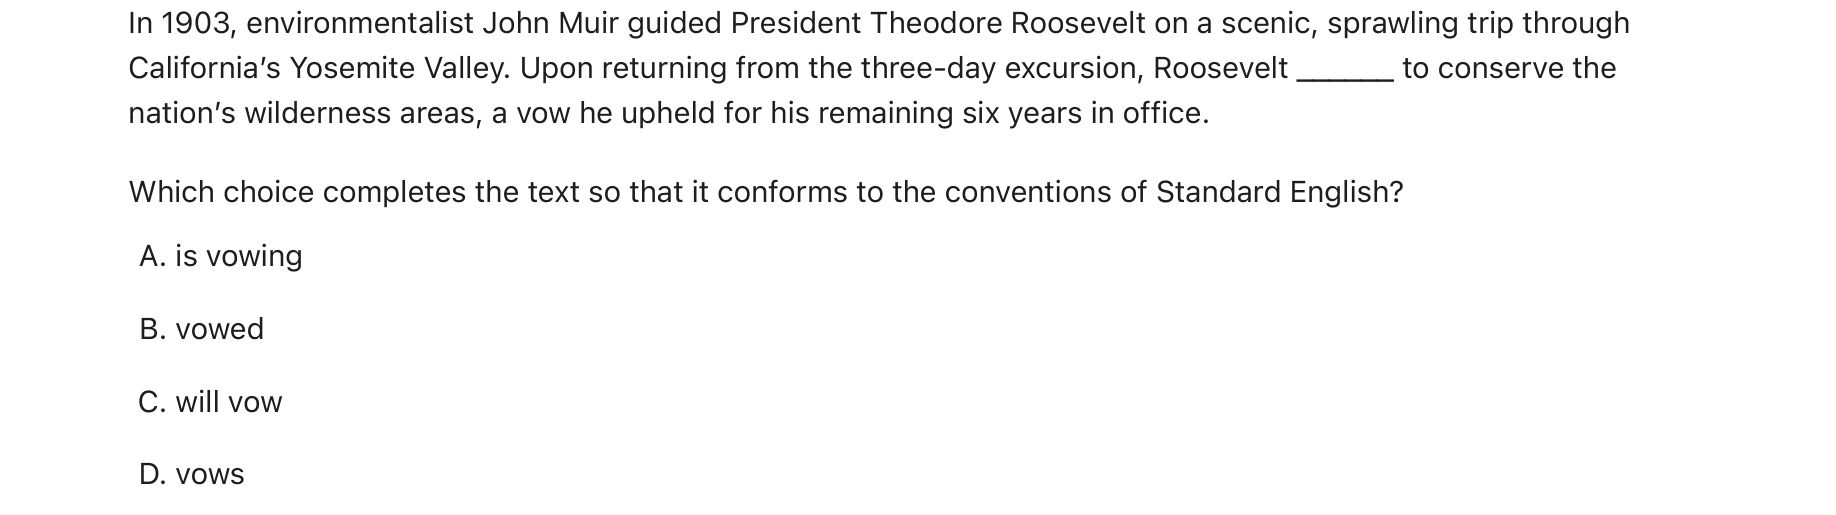 In 1903, environmentalist John Muir guided President Theodore Roosevelt on a scenic, sprawling trip through
California’s Yosemite Valley. Upon returning from the three-day excursion, Roosevelt ______ to conserve the
nation’s wilderness areas, a vow he upheld for his remaining six years in office.
Which choice completes the text so that it conforms to the conventions of Standard English?
A. is vowing
B. vowed
C. will vow
D. vows